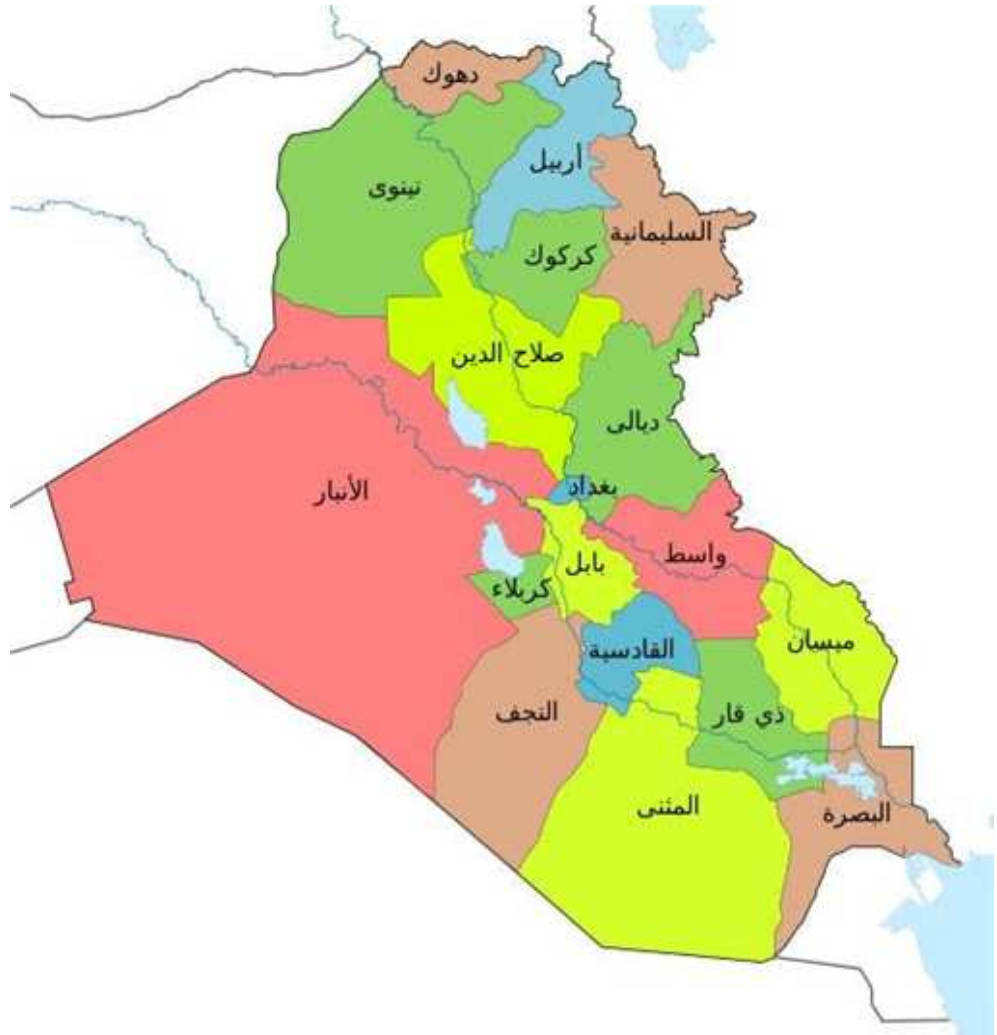 دهوك
أربيل
نينوى
السليمانية
كركوك
صلاح الدين
ديالى
بغداد
الأنبار
واسط
بابل
كربلاء
ميسان
القادسية
النجف
ذي قار
المثنى
البصرة